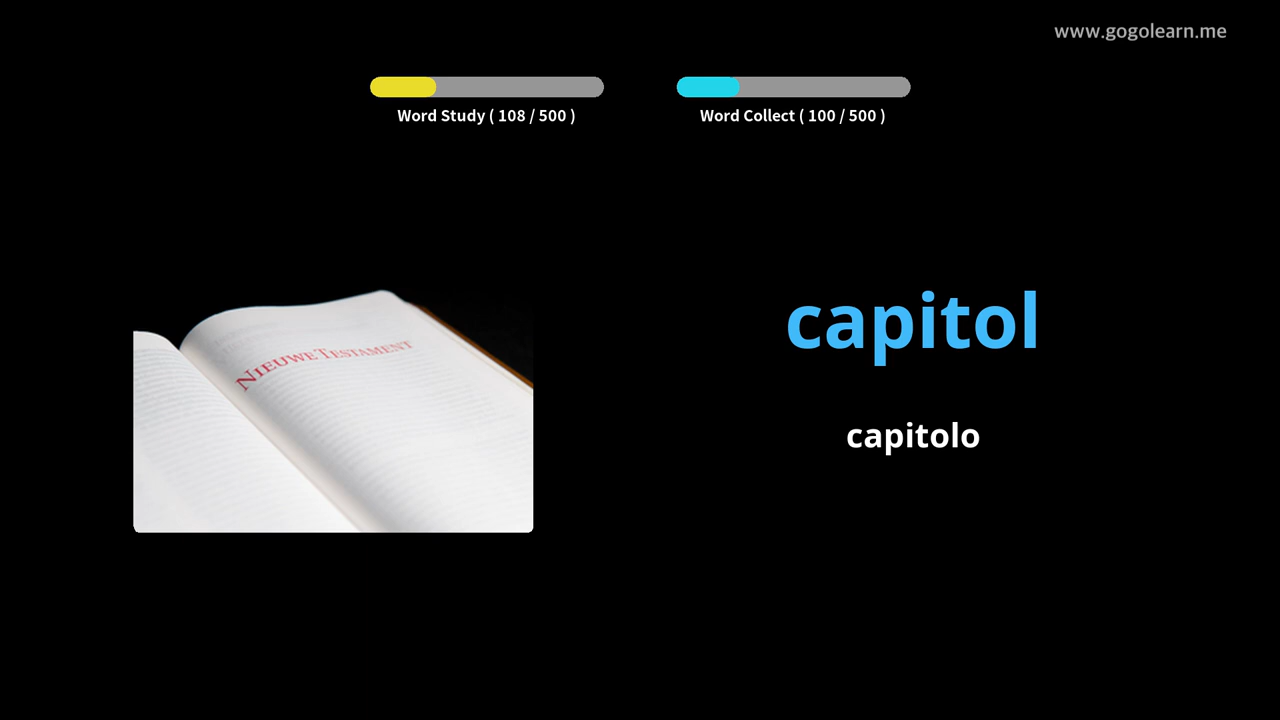 www.gogolearn.me
Word Study ( 108 / 500 )
Word Collect ( 100 / 500 )
NIEUWE TESTAMENT
capitol
capitolo